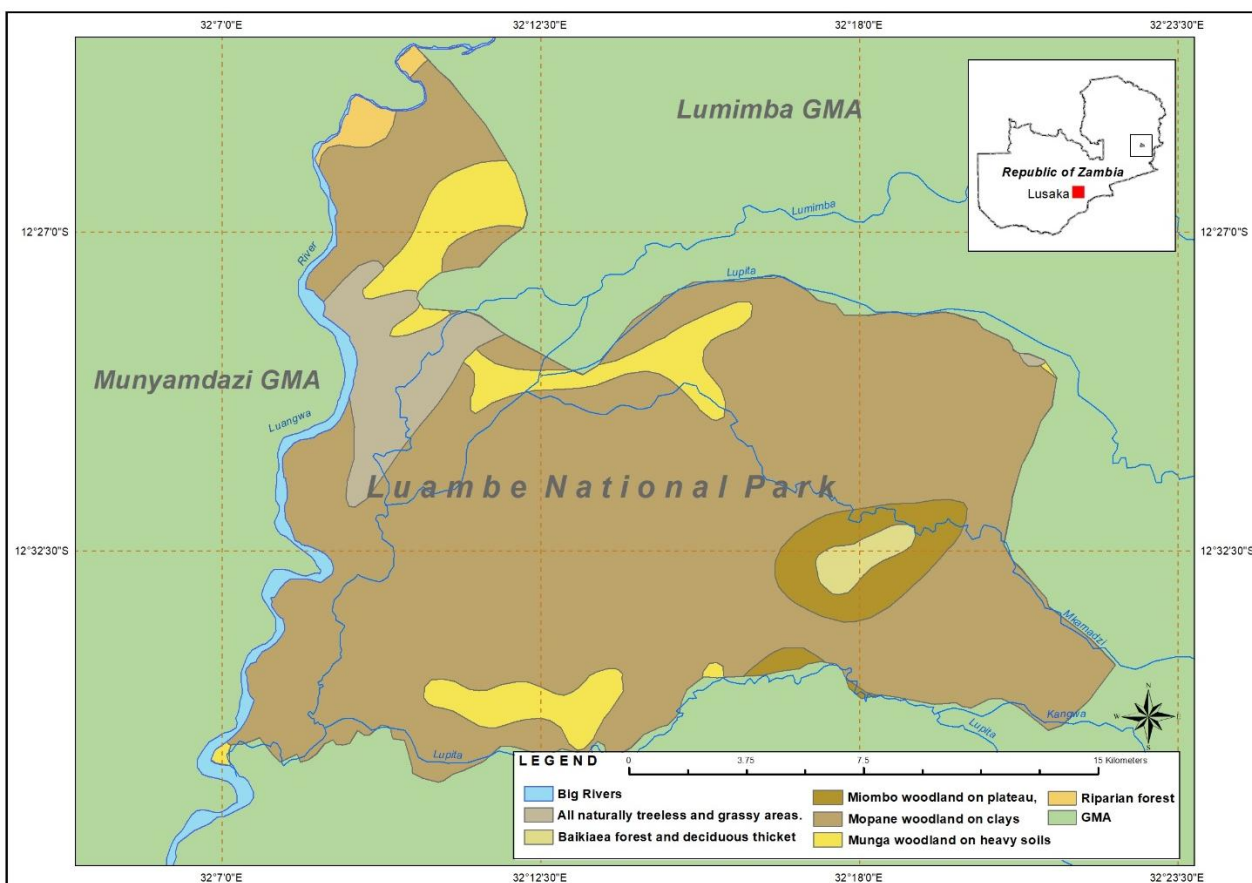 32°7'0"E
32°12'30"E
32°18'0"E
32°23'30"E
Lumimba GMA
Republic of Zambia
Lusaka
Lumimba
12°27'0"S
12°27'0"S
River
Lupita
Munyamdazi GMA
Luangwa
Luambe National Park
12°32'30"S
12°32'30"S
Mkamadzi
N
W
E
S
Kangwa
Lupita
Lupita
LEGEND
0
3.75
7.5
15 Kilometers
Big Rivers
All naturally treeless and grassy areas.
Baikiaea forest and deciduous thicket
Miombo woodland on plateau,
Mopane woodland on clays
Munga woodland on heavy soils
Riparian forest
GMA
32°7'0"E
32°12'30"E
32°18'0"E
32°23'30"E